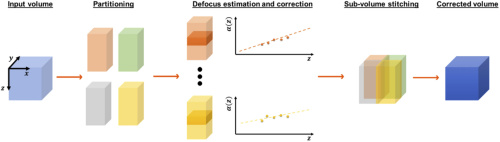 Input volume
Partitioning
Defocus estimation and correction
Sub-volume stitching
Corrected volume
y
x
z
α(z)
z
α(z)
z